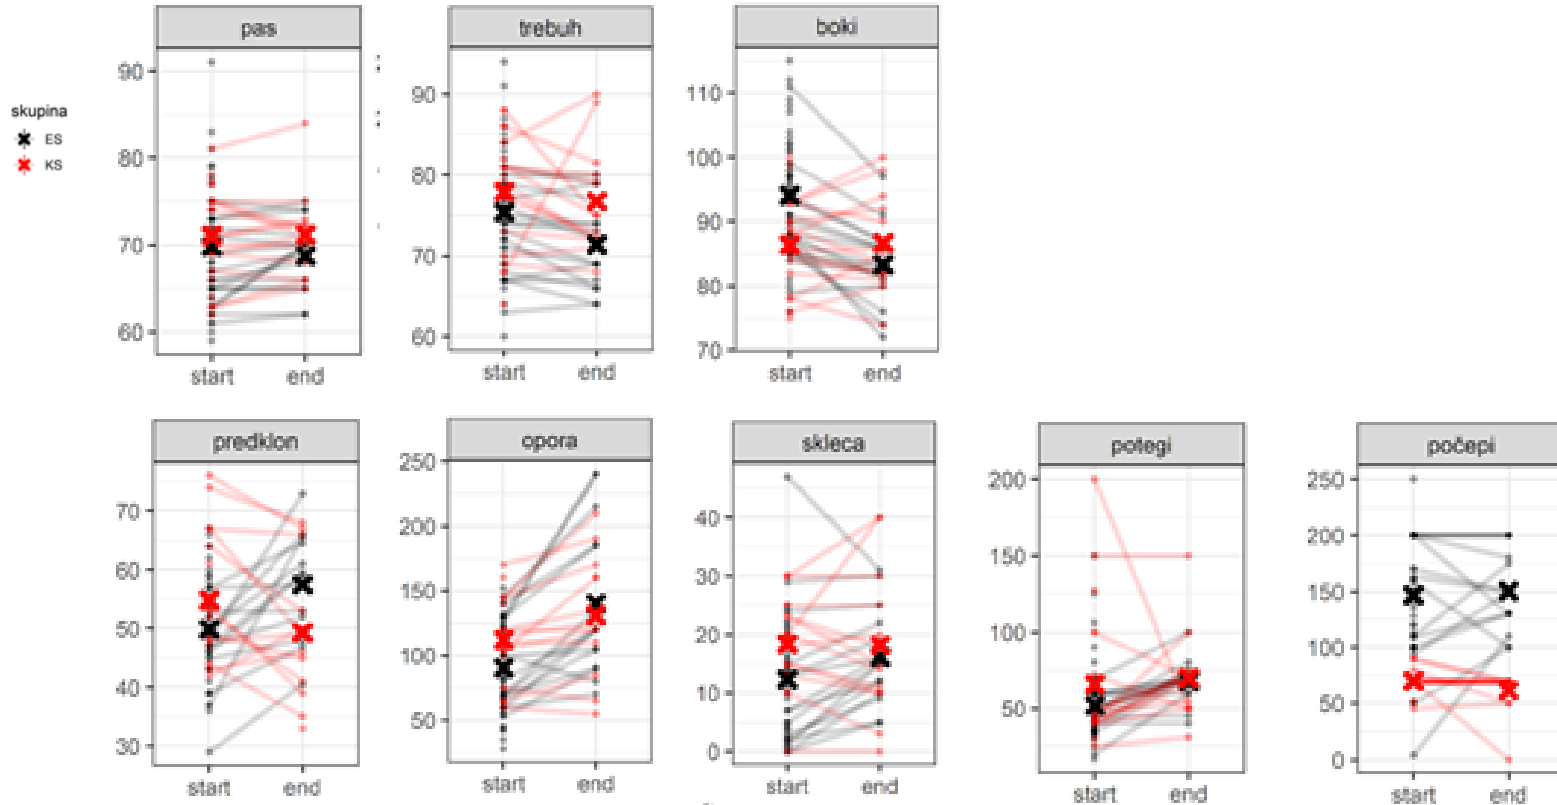 pas
trebuh
boki
skupina
ES
KS
90
80
70
60
start
end
90
80
70
60
start
end
110
100
90
80
70
start
end
predklon
opora
skleca
potegi
počepi
70
60
50
40
30
start
end
250
200
150
100
50
start
end
40
30
20
10
0
start
end
200
150
100
50
start
end
250
200
150
100
50
0
start
end